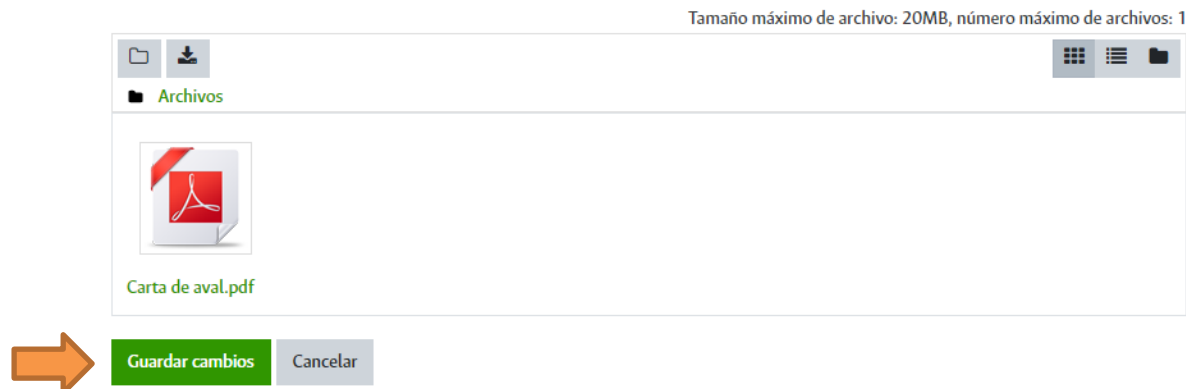 Tamaño máximo de archivo: 20MB, número máximo de archivos: 1
Archivos
Carta de aval.pdf
Guardar cambios
Cancelar